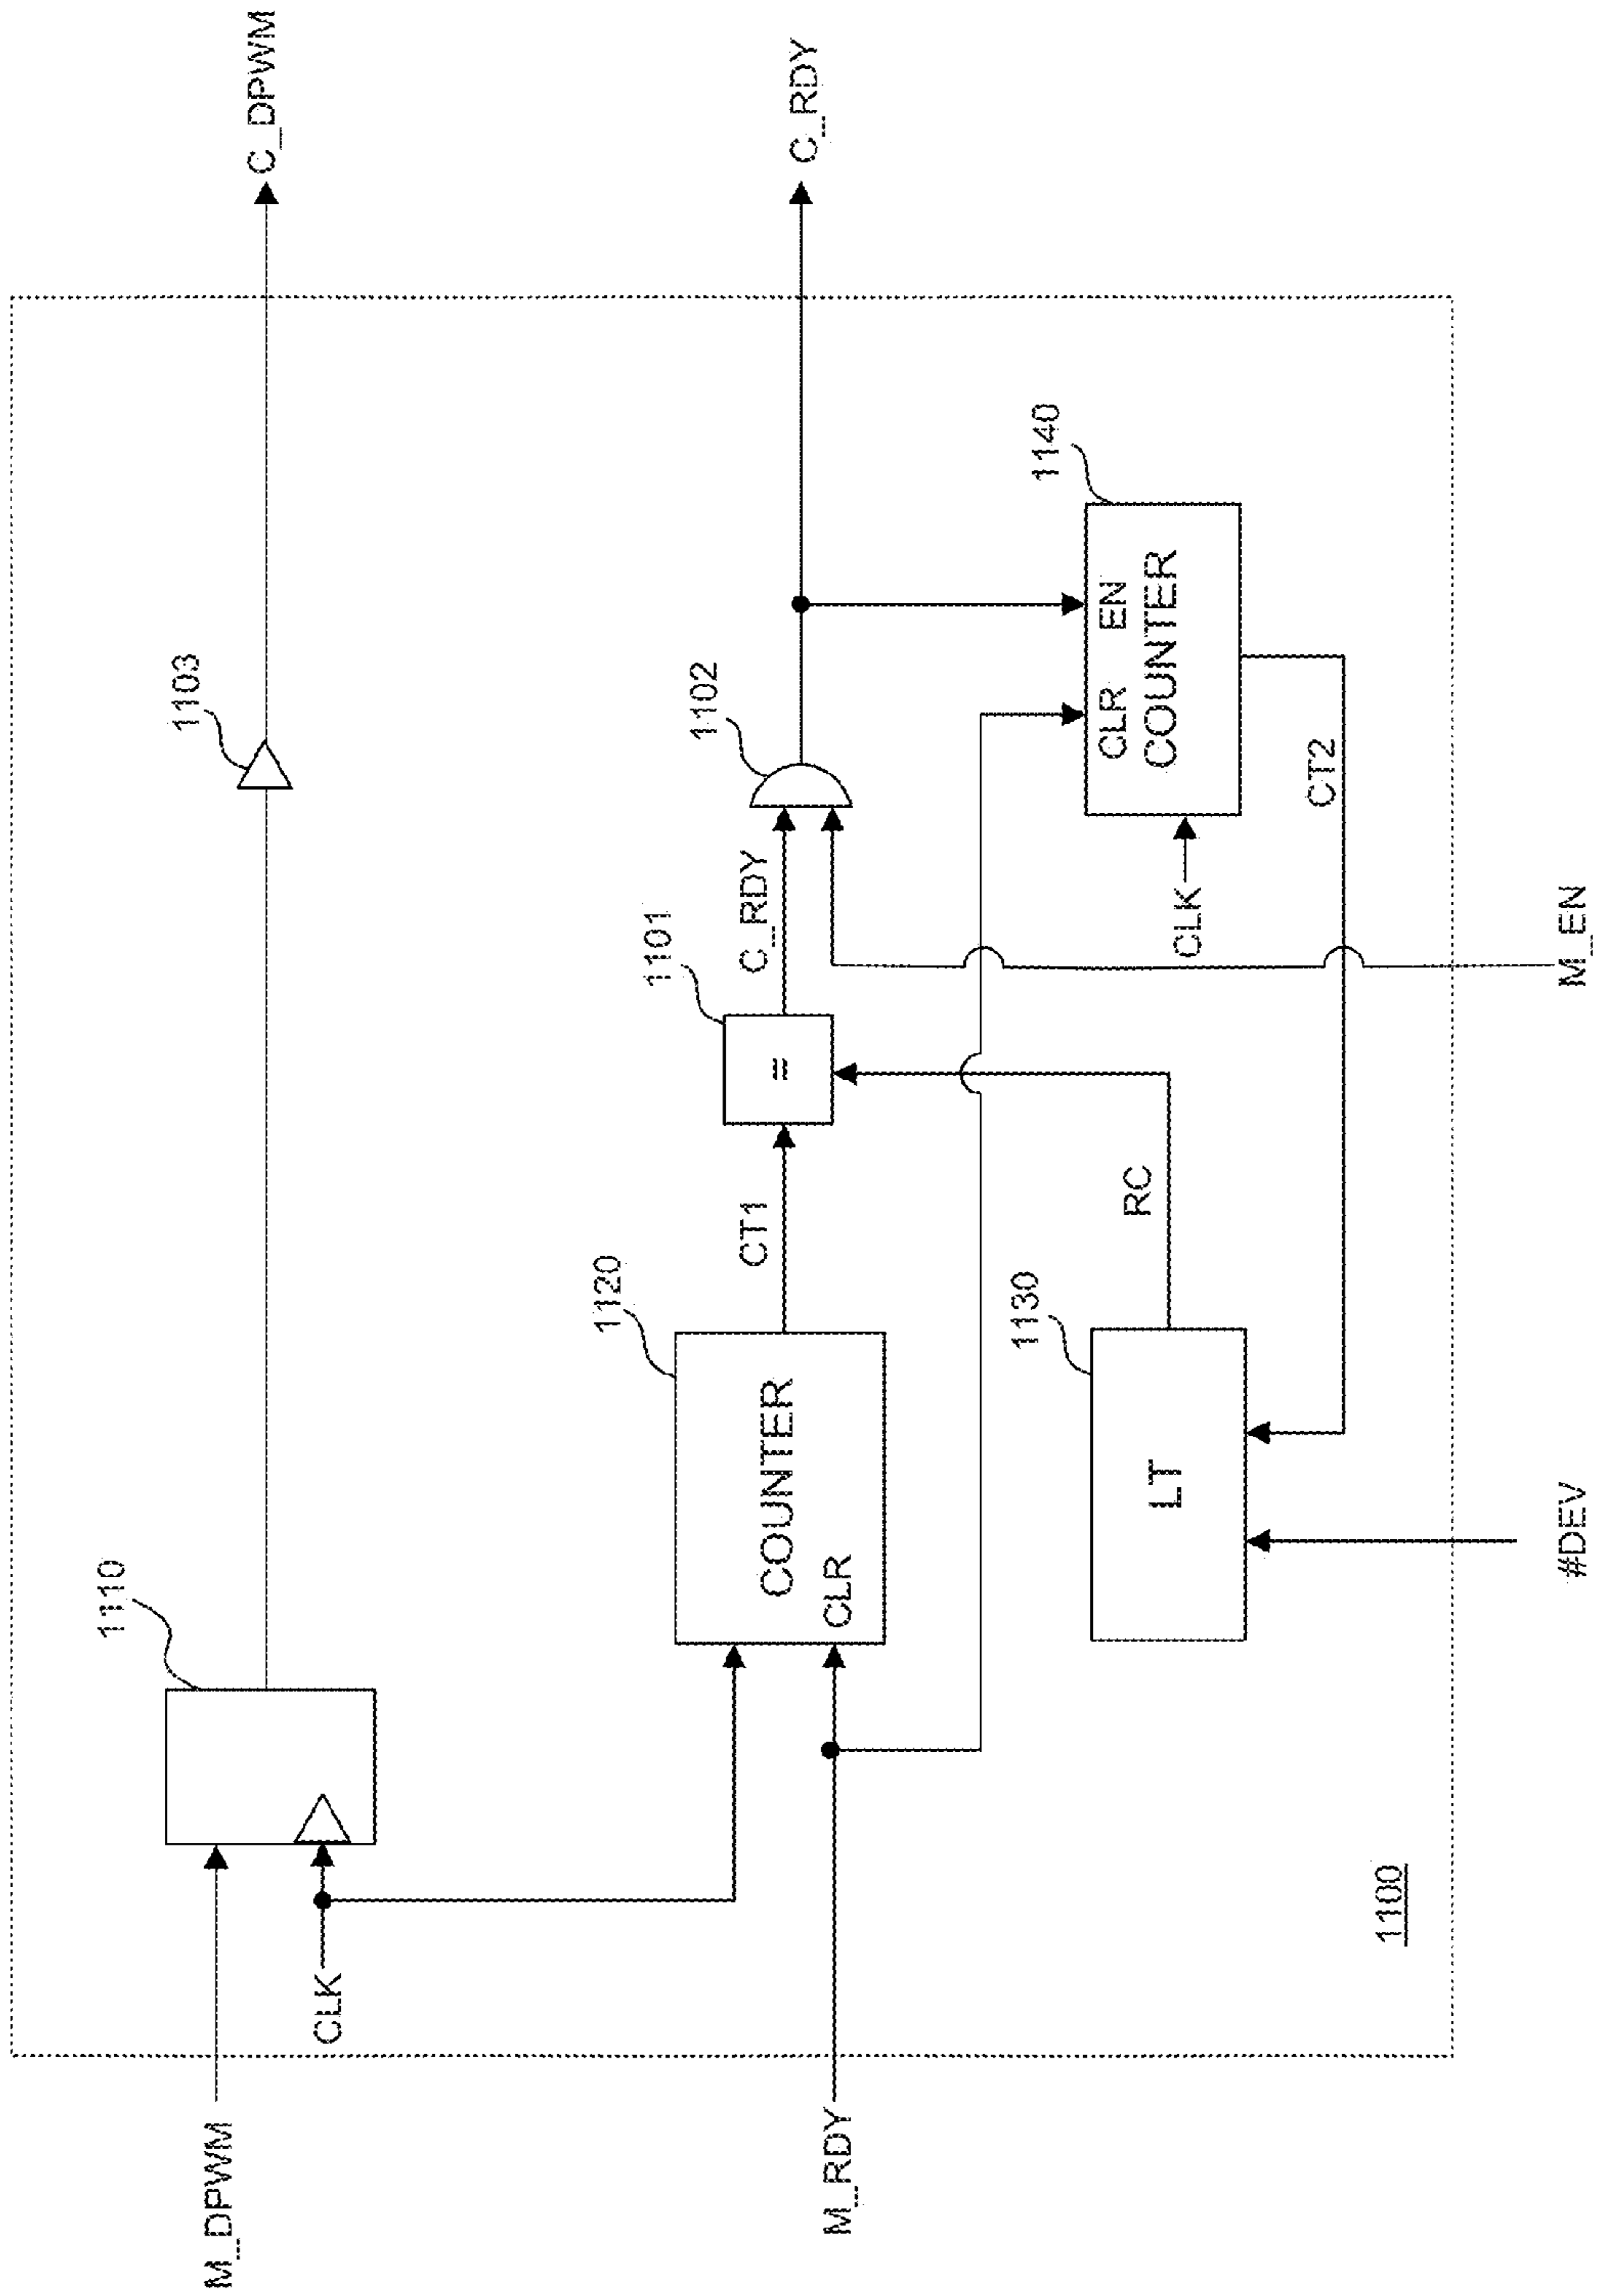 M_DPWM
CLK
1110
1103
C_DPWM
M_RDY
1120
COUNTER
CLR
CT1
1101
=
C_RDY
1102
C_RDY
1130
LT
RC
1140
CLR EN
COUNTER
CLK
CT2
1100
#DEV
M_EN